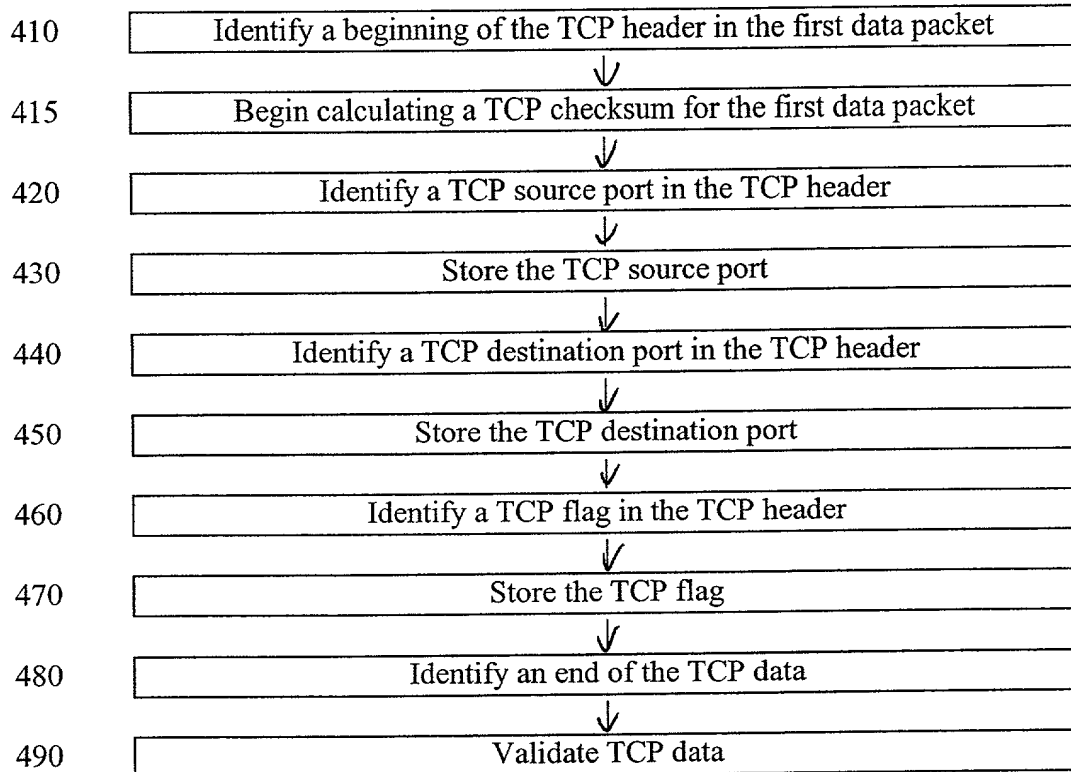 410 Identify a beginning of the TCP header in the first data packet
415 Begin calculating a TCP checksum for the first data packet
420 Identify a TCP source port in the TCP header
430 Store the TCP source port
440 Identify a TCP destination port in the TCP header
450 Store the TCP destination port
460 Identify a TCP flag in the TCP header
470 Store the TCP flag
480 Identify an end of the TCP data
490 Validate TCP data